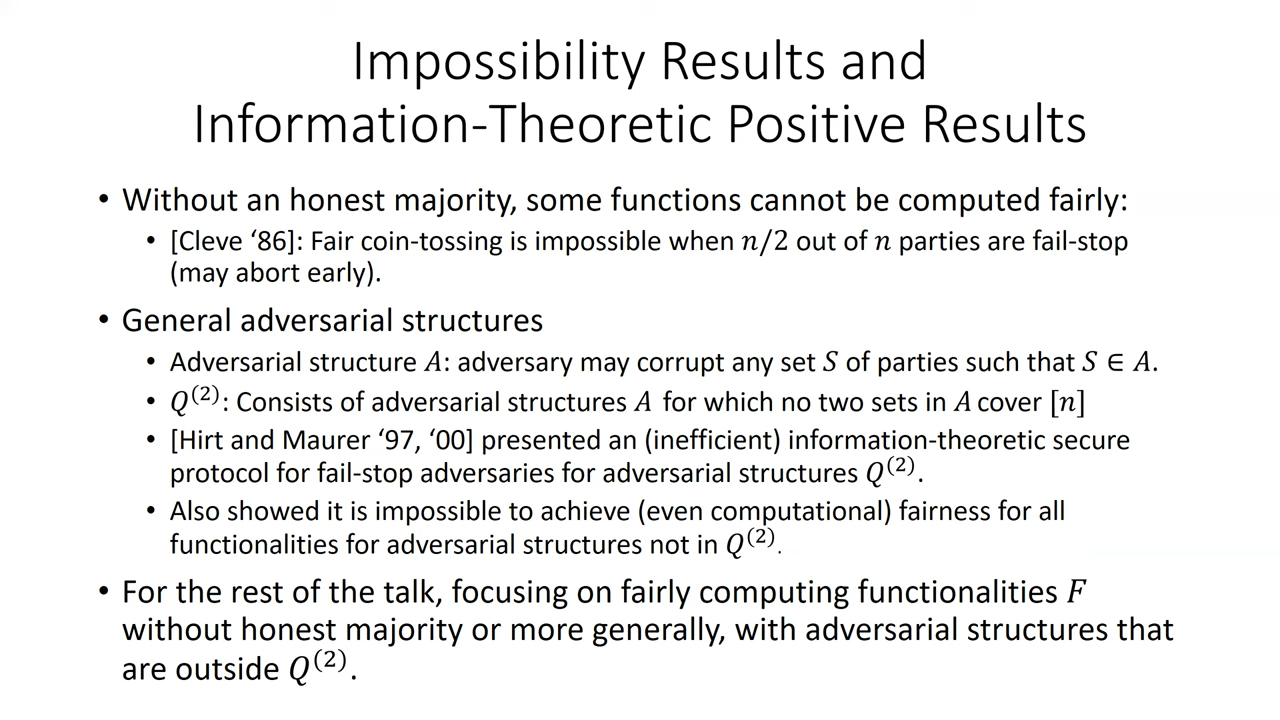 Impossibility Results and
Information-Theoretic Positive Results
• Without an honest majority, some functions cannot be computed fairly:
• [Cleve ‘86]: Fair coin-tossing is impossible when n/2 out of n parties are fail-stop
(may abort early).
• General adversarial structures
• Adversarial structure A: adversary may corrupt any set S of parties such that S ∈ A.
• Q⁽²⁾: Consists of adversarial structures A for which no two sets in A cover [n]
• [Hirt and Maurer ‘97, ‘00] presented an (inefficient) information-theoretic secure
protocol for fail-stop adversaries for adversarial structures Q⁽²⁾.
• Also showed it is impossible to achieve (even computational) fairness for all
functionalities for adversarial structures not in Q⁽²⁾.
• For the rest of the talk, focusing on fairly computing functionalities F
without honest majority or more generally, with adversarial structures that
are outside Q⁽²⁾.